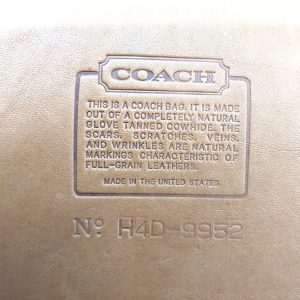 COACH
THIS IS A COACH BAG. IT IS MADE
OUT OF A COMPLETELY NATURAL
GLOVE TANNED COWHIDE. THE
SCARS, SCRATCHES, VEINS,
AND WRINKLES ARE NATURAL
MARKINGS CHARACTERISTIC OF
FULL-GRAIN LEATHERS.
MADE IN THE UNITED STATES
Nº H4D-9952